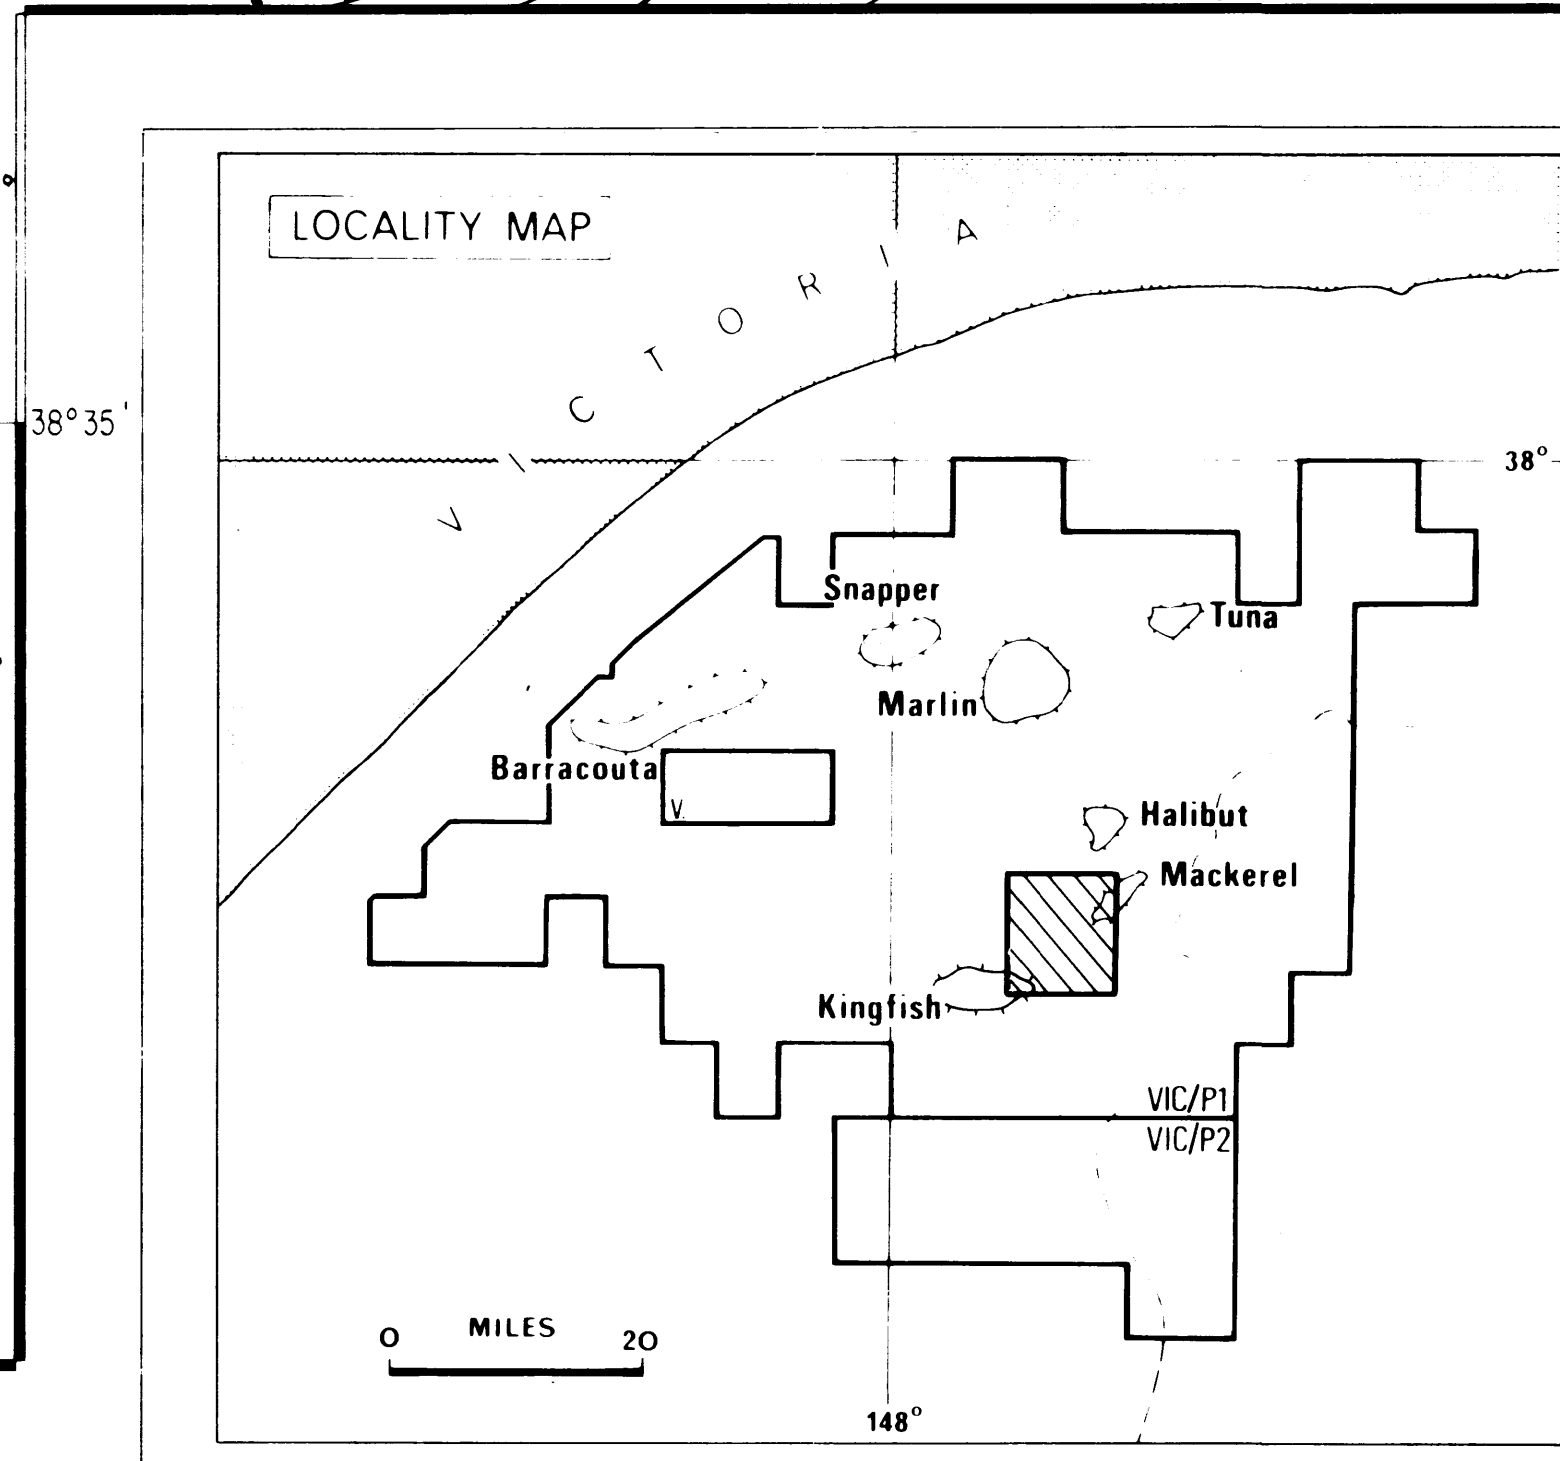 LOCALITY MAP
VICTORIA
38°35'
38°
Snapper
Tuna
Marlin
Barracouta
V.
Halibut
Mackerel
Kingfish
VIC/P1
VIC/P2
MILES
0 20
148°